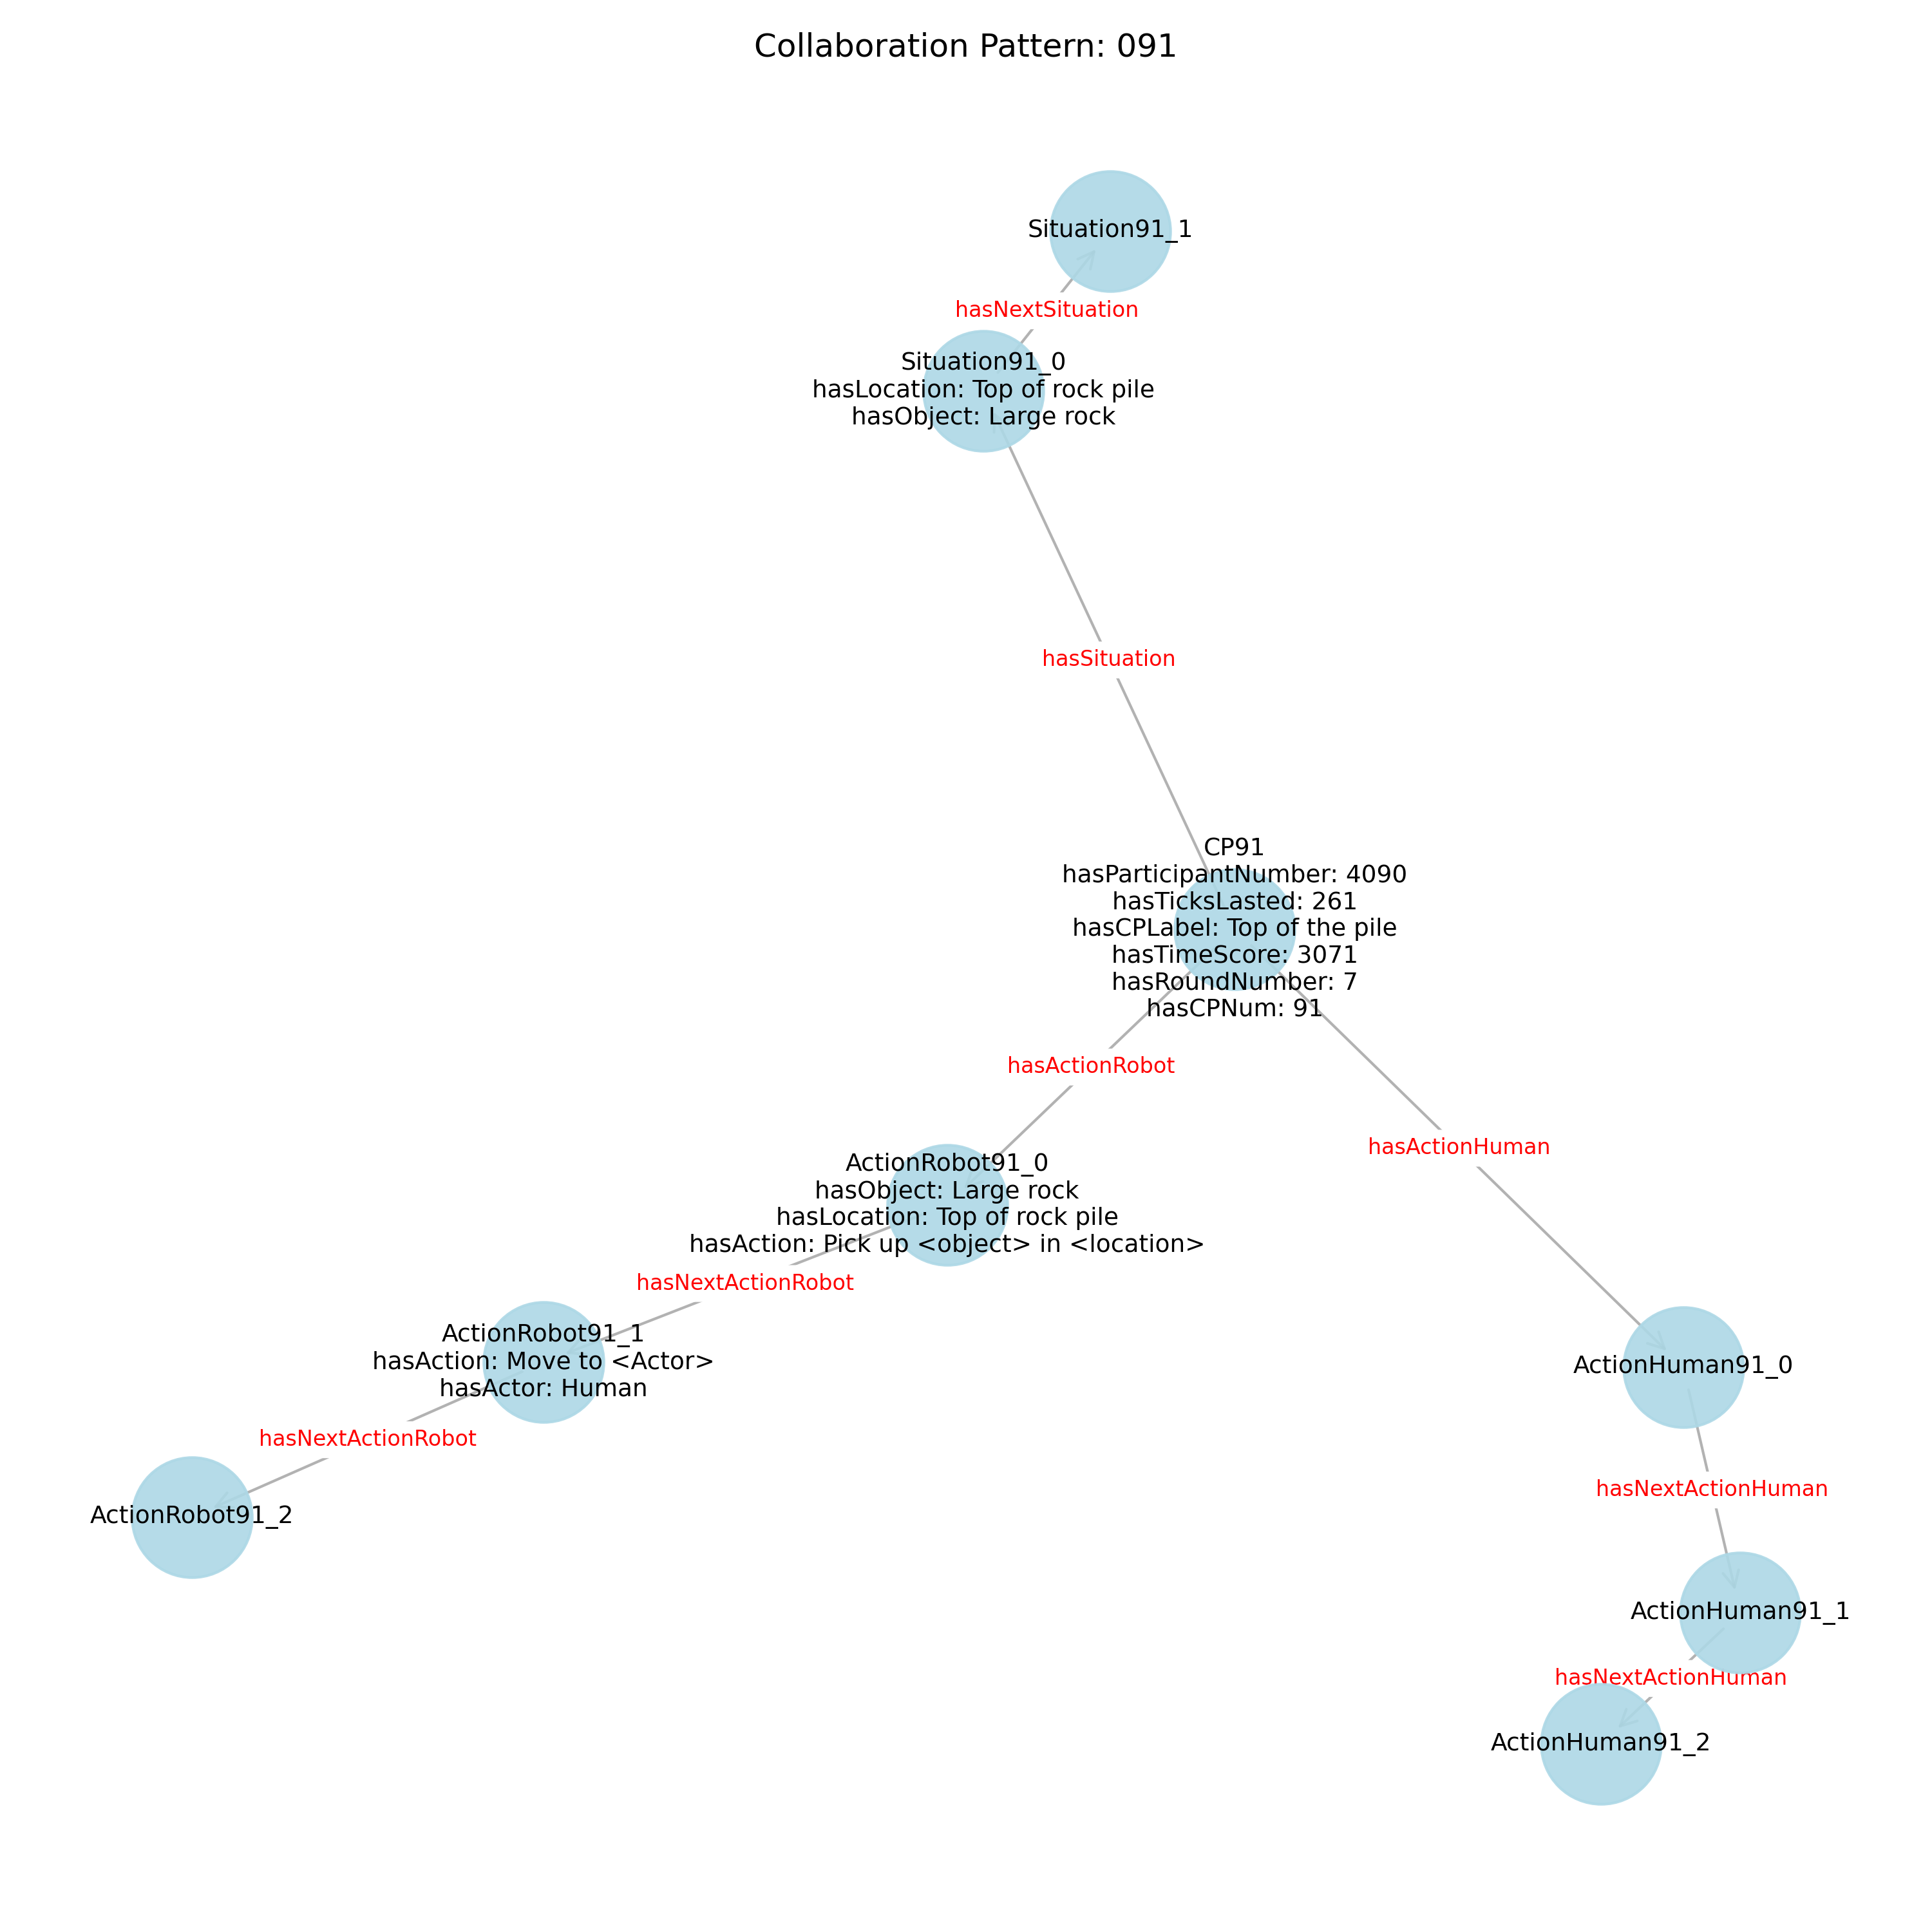 Collaboration Pattern: 091
Situation91_1
hasNextSituation
Situation91_0
hasLocation: Top of rock pile
hasObject: Large rock
hasSituation
CP91
hasParticipantNumber: 4090
hasTicksLasted: 261
hasCPLabel: Top of the pile
hasTimeScore: 3071
hasRoundNumber: 7
hasCPNum: 91
hasActionRobot
hasActionHuman
ActionRobot91_0
hasObject: Large rock
hasLocation: Top of rock pile
hasAction: Pick up <object> in <location>
hasNextActionRobot
ActionRobot91_1
hasAction: Move to <Actor>
hasActor: Human
ActionHuman91_0
hasNextActionRobot
hasNextActionHuman
ActionRobot91_2
ActionHuman91_1
hasNextActionHuman
ActionHuman91_2